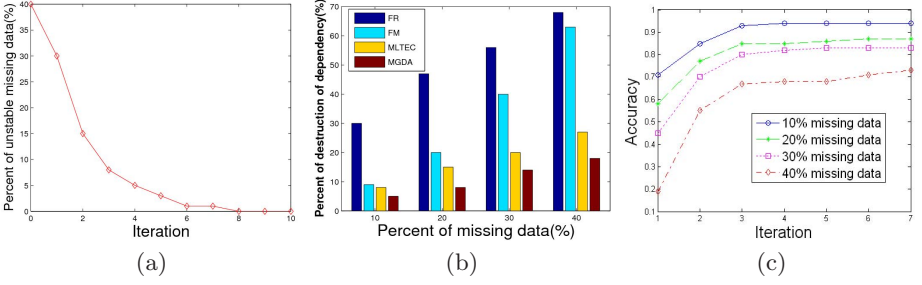 Percent of unstable missing data(%)
40
35
30
25
20
15
10
5
0
0
2
4
6
8
10
Iteration
(a)
Percent of destruction of dependency(%)
70
60
50
40
30
20
10
0
FR
FM
MLTEC
MGDA
10
20
30
40
Percent of missing data(%)
(b)
Accuracy
1
0.9
0.8
0.7
0.6
0.5
0.4
0.3
0.2
0.1
10% missing data
20% missing data
30% missing data
40% missing data
1
2
3
4
5
6
7
Iteration
(c)